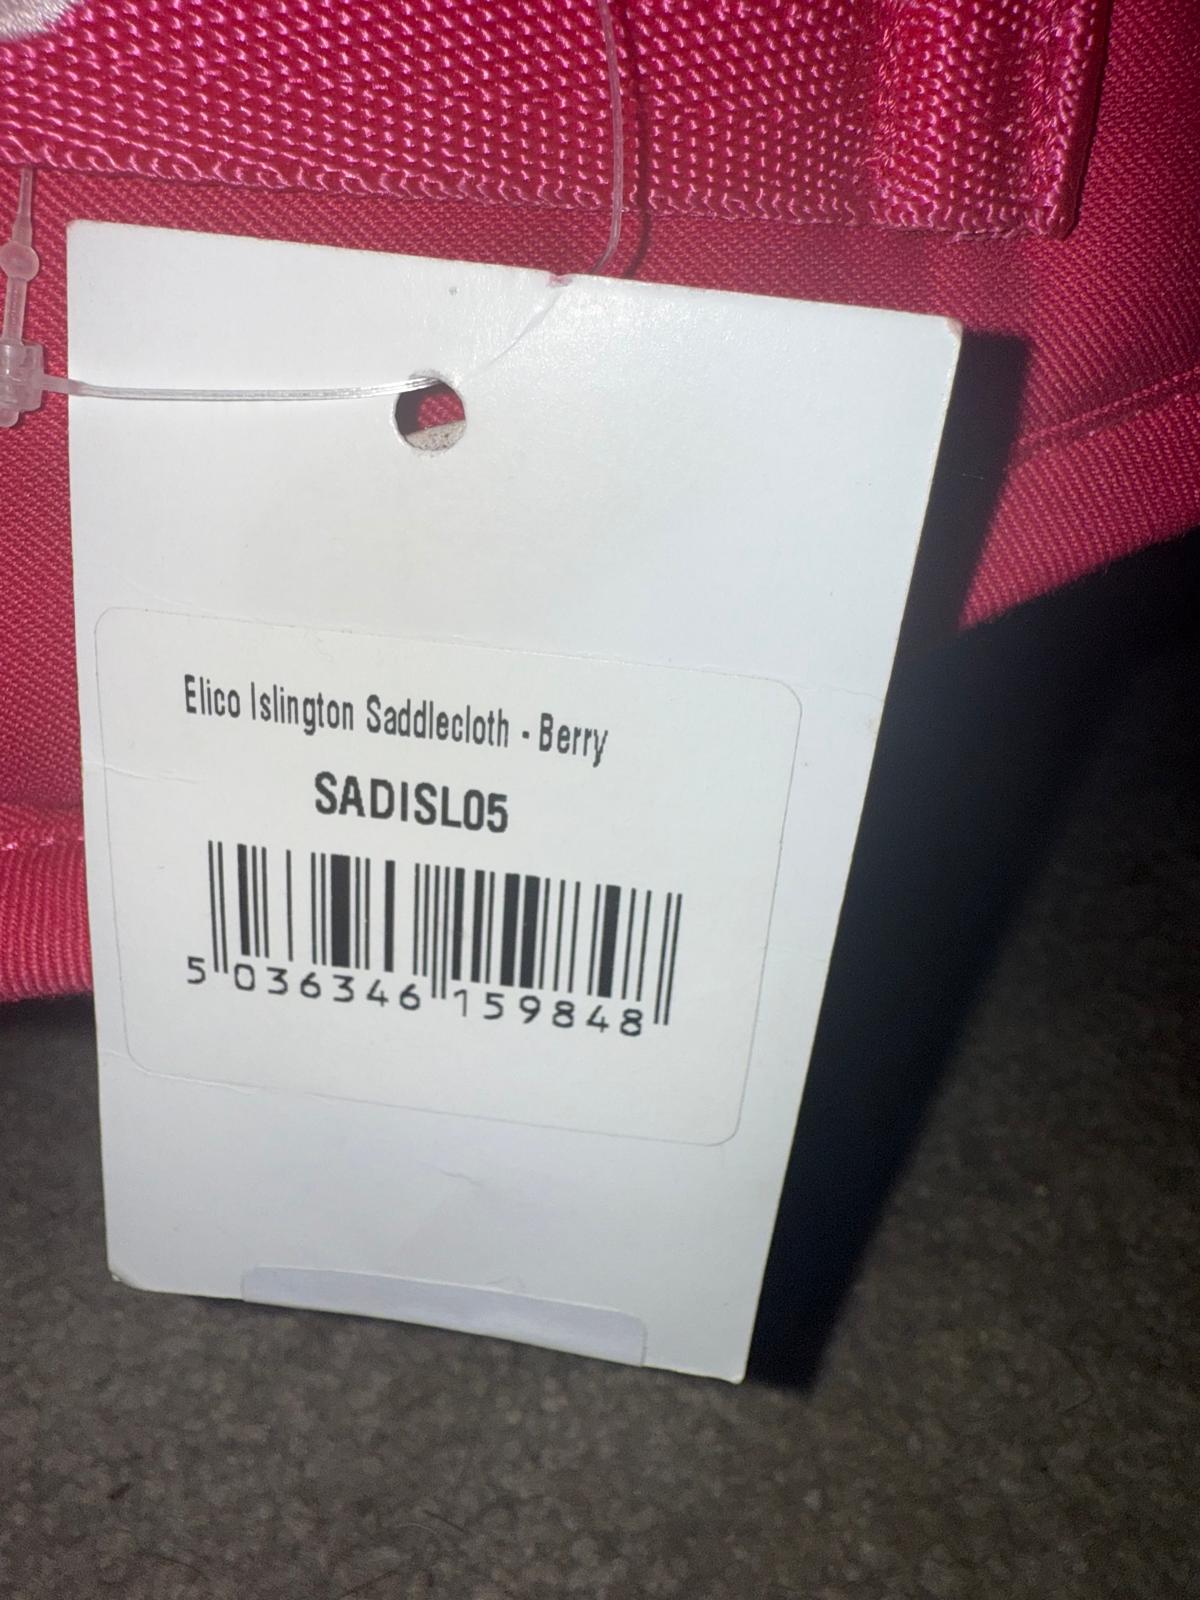 Elico Islington Saddlecloth - Berry
SADISL05
5 036346 159848